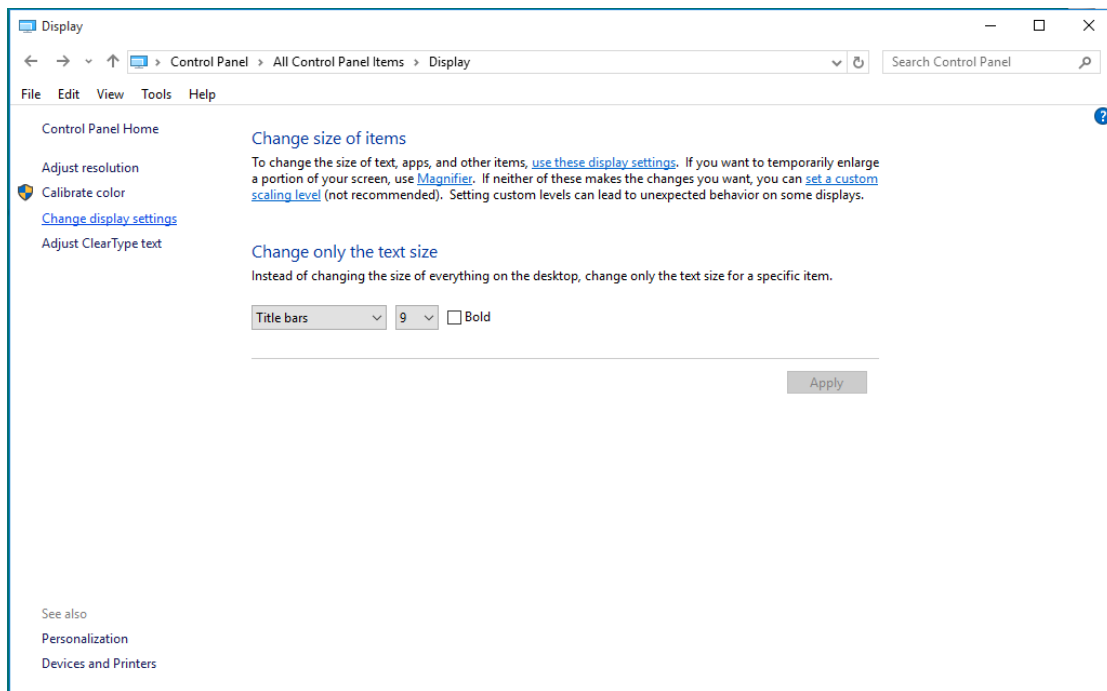 Display
Control Panel > All Control Panel Items > Display
Search Control Panel
File Edit View Tools Help
?
Control Panel Home
Adjust resolution
Calibrate color
Change display settings
Adjust ClearType text
Change size of items
To change the size of text, apps, and other items, use these display settings. If you want to temporarily enlarge
a portion of your screen, use Magnifier. If neither of these makes the changes you want, you can set a custom
scaling level (not recommended). Setting custom levels can lead to unexpected behavior on some displays.
Change only the text size
Instead of changing the size of everything on the desktop, change only the text size for a specific item.
Title bars 9 Bold
Apply
See also
Personalization
Devices and Printers